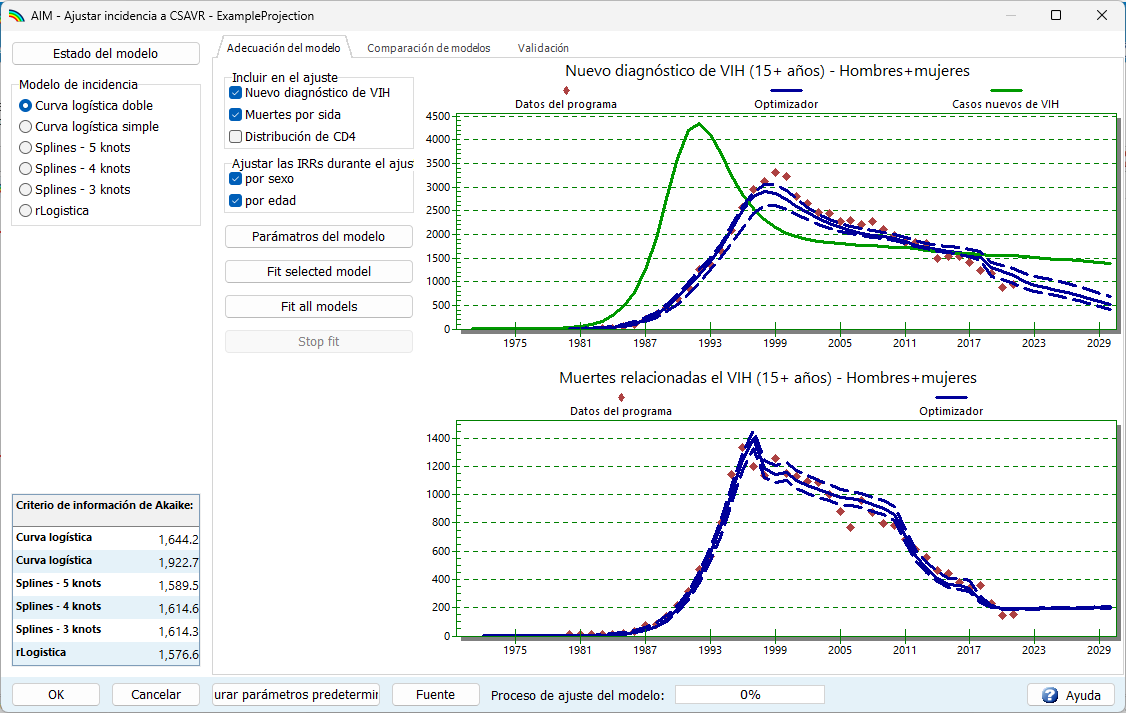 AIM - Ajustar incidencia a CSAVR - ExampleProjection
Estado del modelo
Modelo de incidencia
Curva logística doble
Curva logística simple
Splines - 5 knots
Splines - 4 knots
Splines - 3 knots
rLogistica
Criterio de información de Akaike:
Curva logística 1,644.2
Curva logística 1,922.7
Splines - 5 knots 1,589.5
Splines - 4 knots 1,614.6
Splines - 3 knots 1,614.3
rLogistica 1,576.6
Adecuación del modelo Comparación de modelos Validación
Incluir en el ajuste
Nuevo diagnóstico de VIH
Muertes por sida
Distribución de CD4
Ajustar las IRRs durante el ajus
por sexo
por edad
Parámatros del modelo
Fit selected model
Fit all models
Stop fit
Nuevo diagnóstico de VIH (15+ años) - Hombres+mujeres
Datos del programa Optimizador Casos nuevos de VIH
4500
4000
3500
3000
2500
2000
1500
1000
500
0
1975 1981 1987 1993 1999 2005 2011 2017 2023 2029
Muertes relacionadas el VIH (15+ años) - Hombres+mujeres
Datos del programa Optimizador
1400
1200
1000
800
600
400
200
0
1975 1981 1987 1993 1999 2005 2011 2017 2023 2029
OK Cancelar urar parámetros predetermir Fuente Proceso de ajuste del modelo: 0% Ayuda